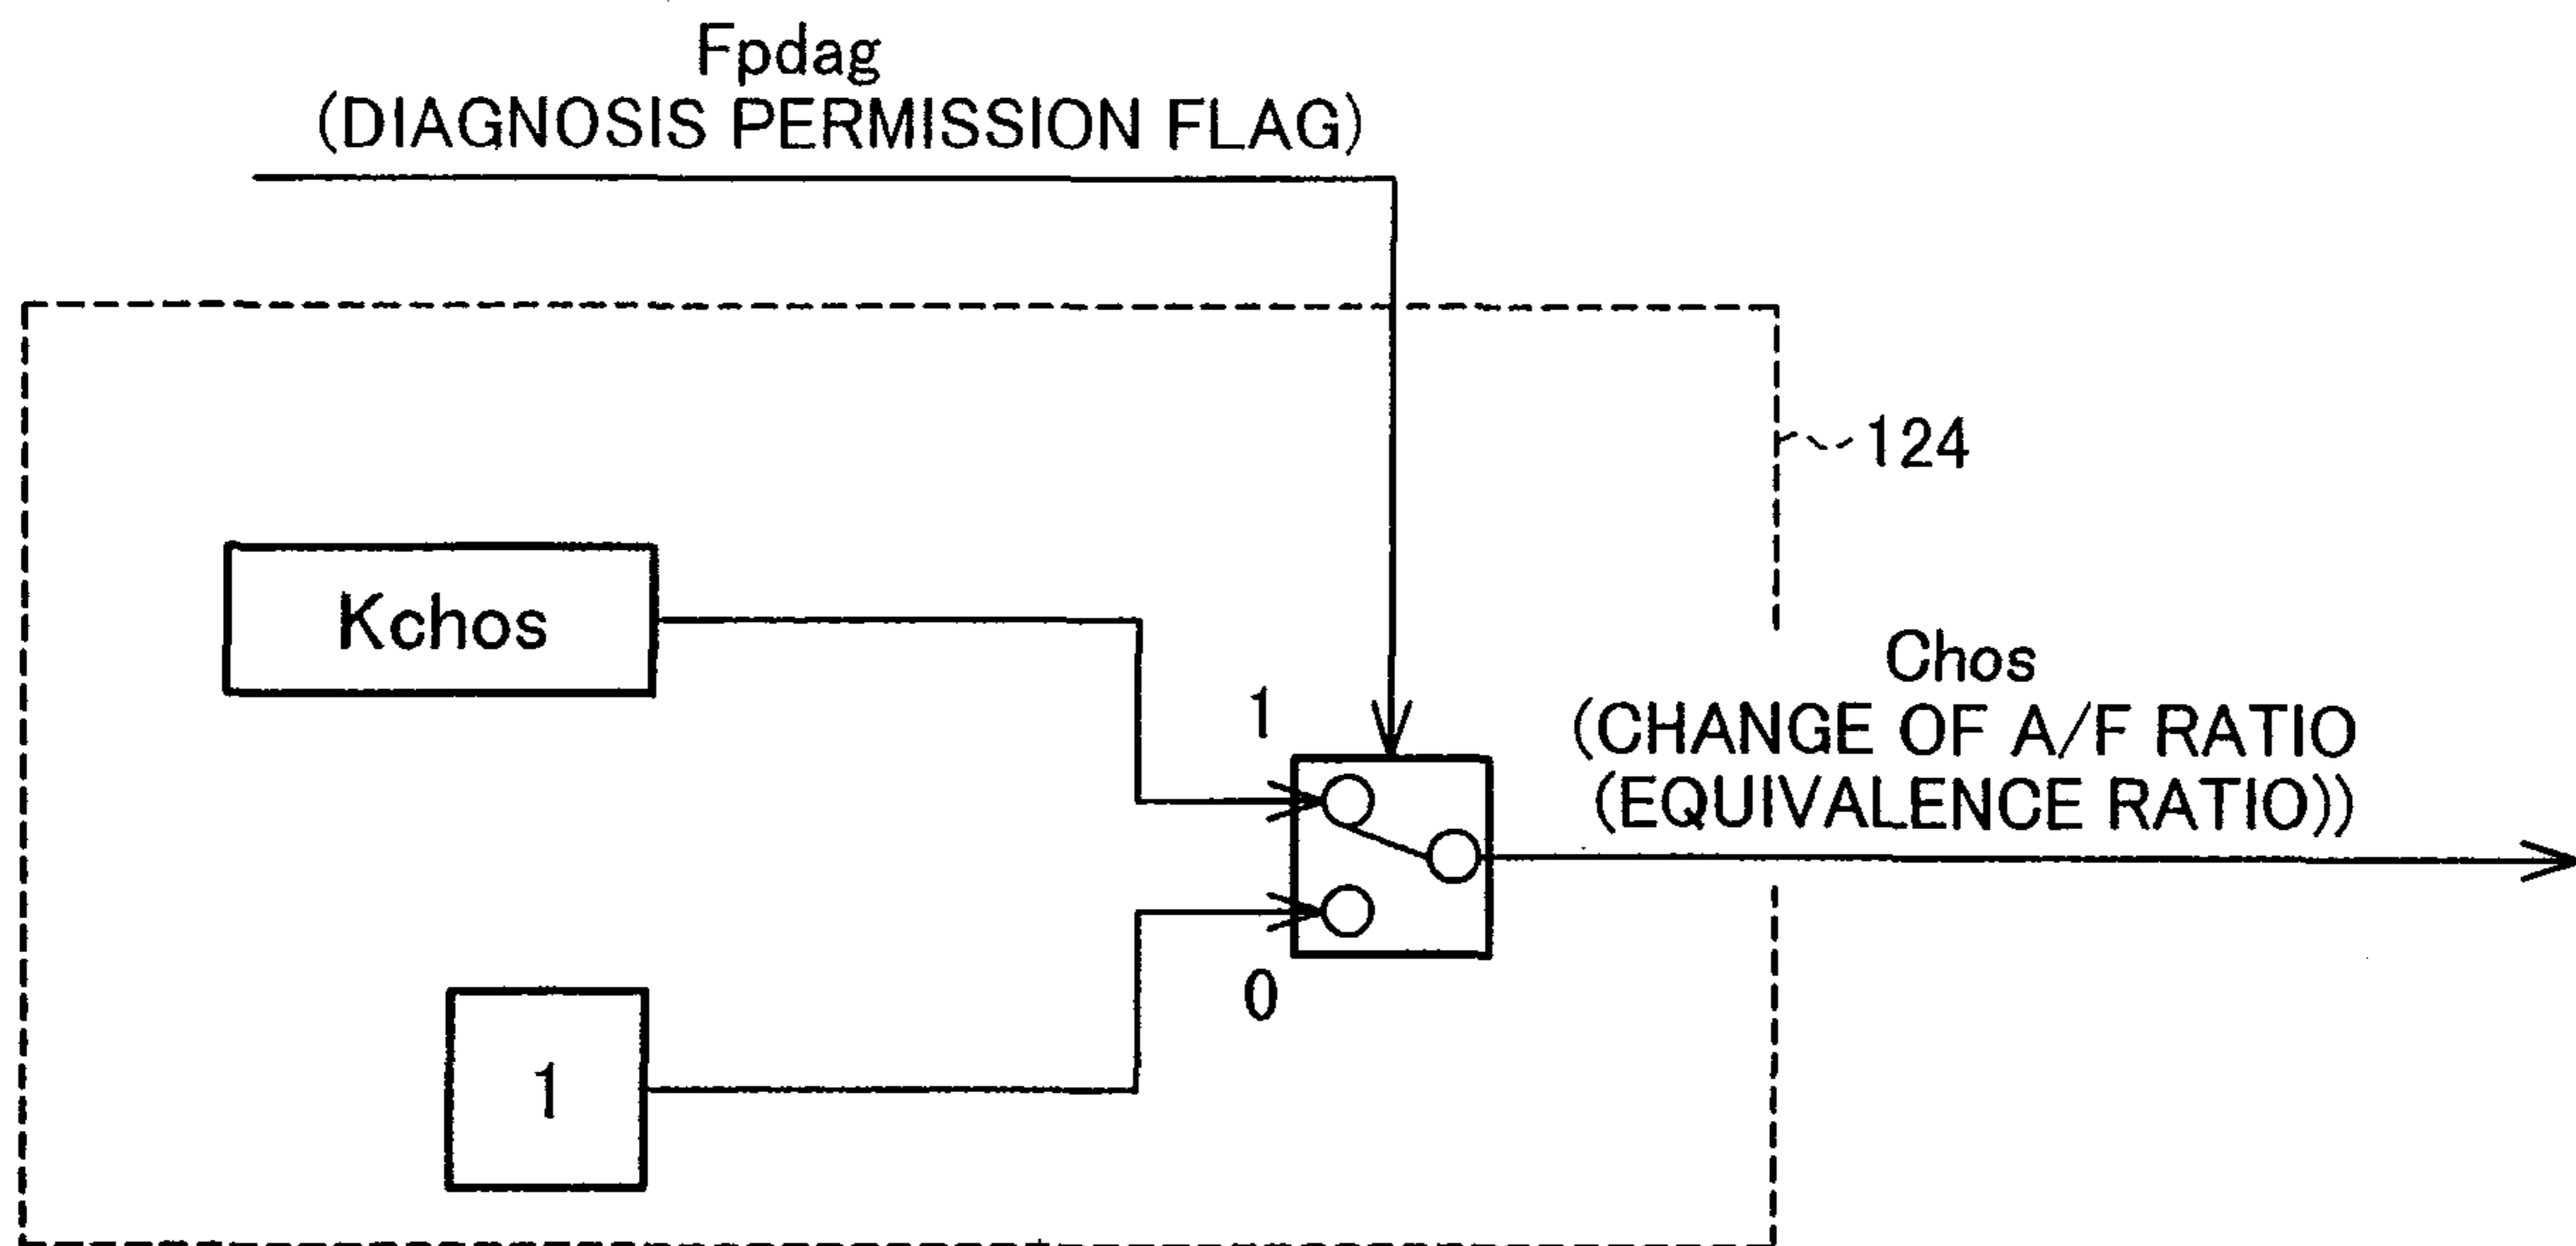 Fpdag
(DIAGNOSIS PERMISSION FLAG)
124
Kchos
Chos
(CHANGE OF A/F RATIO
(EQUIVALENCE RATIO))
1
0
1